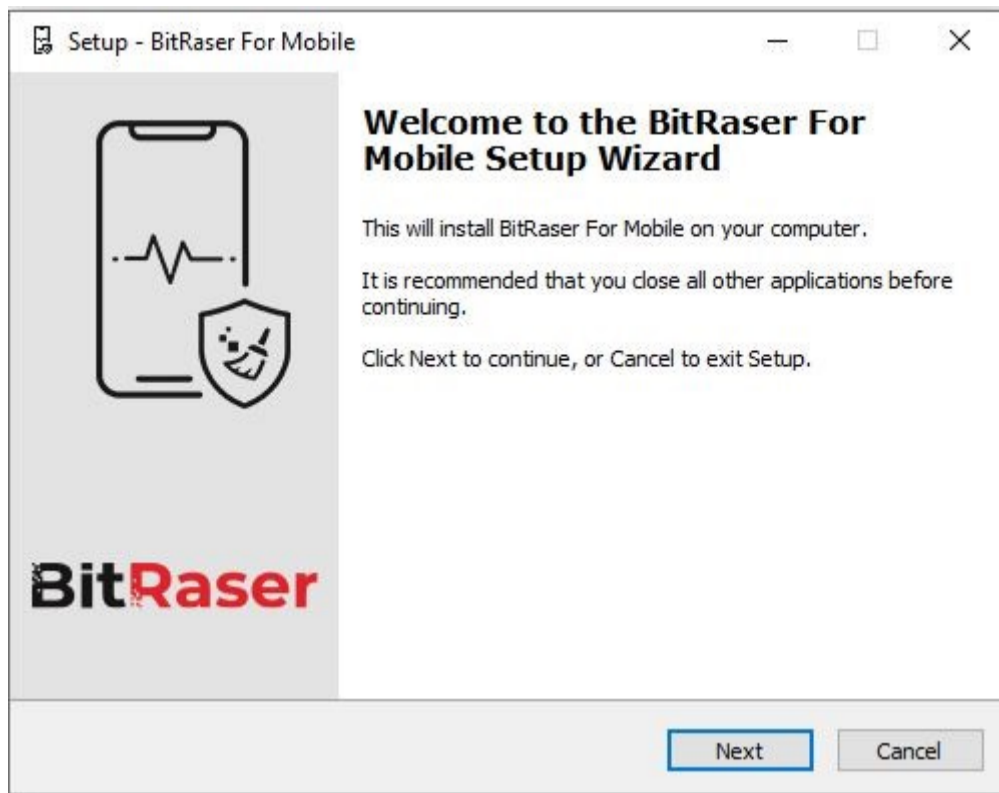 Setup - BitRaser For Mobile
Welcome to the BitRaser For
Mobile Setup Wizard
This will install BitRaser For Mobile on your computer.
It is recommended that you close all other applications before
continuing.
Click Next to continue, or Cancel to exit Setup.
BitRaser
Next
Cancel